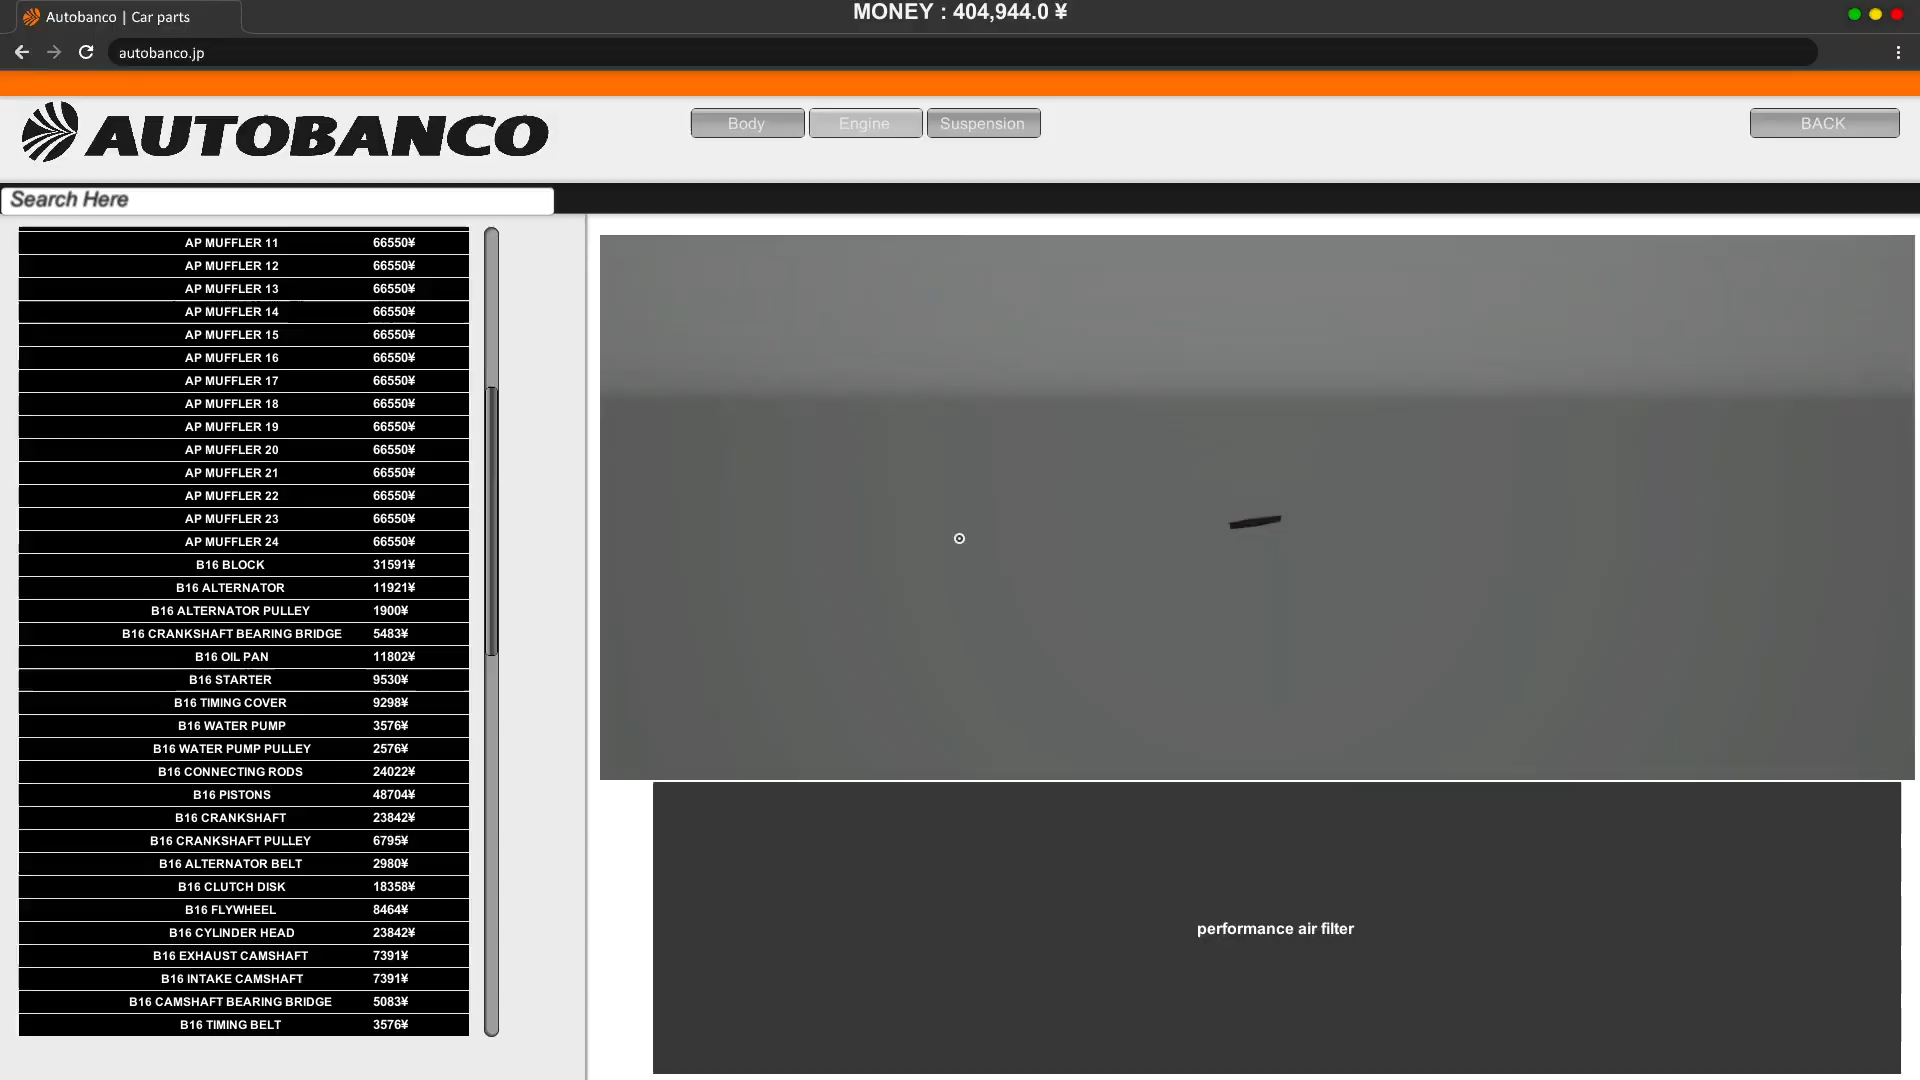 Autobanco | Car parts
MONEY : 404,944.0 ¥
autobanco.jp
AUTOBANCO
Body
Engine
Suspension
BACK
Search Here
AP MUFFLER 11 66550¥
AP MUFFLER 12 66550¥
AP MUFFLER 13 66550¥
AP MUFFLER 14 66550¥
AP MUFFLER 15 66550¥
AP MUFFLER 16 66550¥
AP MUFFLER 17 66550¥
AP MUFFLER 18 66550¥
AP MUFFLER 19 66550¥
AP MUFFLER 20 66550¥
AP MUFFLER 21 66550¥
AP MUFFLER 22 66550¥
AP MUFFLER 23 66550¥
AP MUFFLER 24 66550¥
B16 BLOCK 31591¥
B16 ALTERNATOR 11921¥
B16 ALTERNATOR PULLEY 1900¥
B16 CRANKSHAFT BEARING BRIDGE 5483¥
B16 OIL PAN 11802¥
B16 STARTER 9530¥
B16 TIMING COVER 9298¥
B16 WATER PUMP 3576¥
B16 WATER PUMP PULLEY 2576¥
B16 CONNECTING RODS 24022¥
B16 PISTONS 48704¥
B16 CRANKSHAFT 23842¥
B16 CRANKSHAFT PULLEY 6795¥
B16 ALTERNATOR BELT 2980¥
B16 CLUTCH DISK 18358¥
B16 FLYWHEEL 8464¥
B16 CYLINDER HEAD 23842¥
B16 EXHAUST CAMSHAFT 7391¥
B16 INTAKE CAMSHAFT 7391¥
B16 CAMSHAFT BEARING BRIDGE 5083¥
B16 TIMING BELT 3576¥
performance air filter